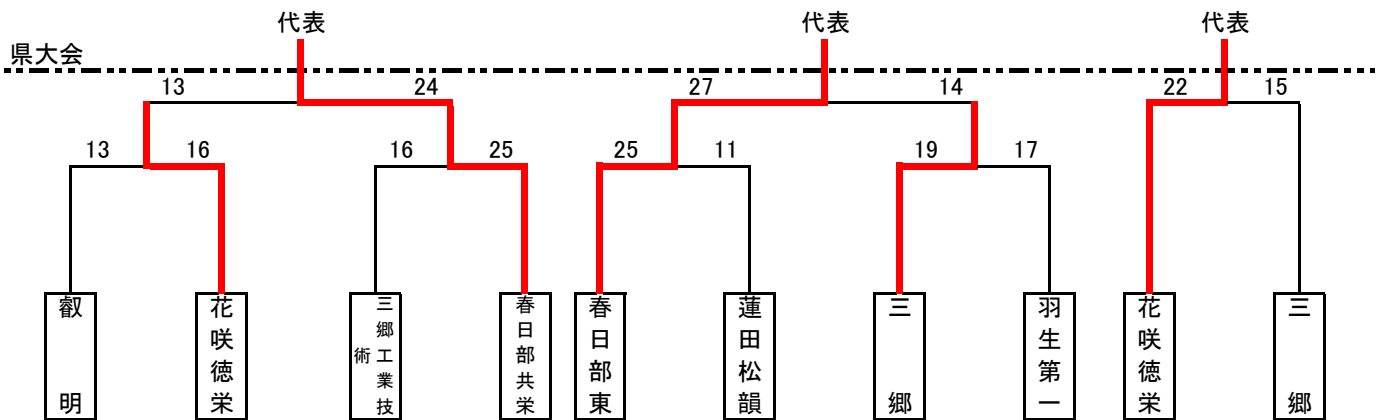 代表 代表 代表
県大会
13 24 27 14 22 15
13 16 16 25 25 11 19 17
叡明
花咲徳栄
三郷工業技術
春日部共栄
春日部東
蓮田松韻
三郷
羽生第一
花咲徳栄
三郷